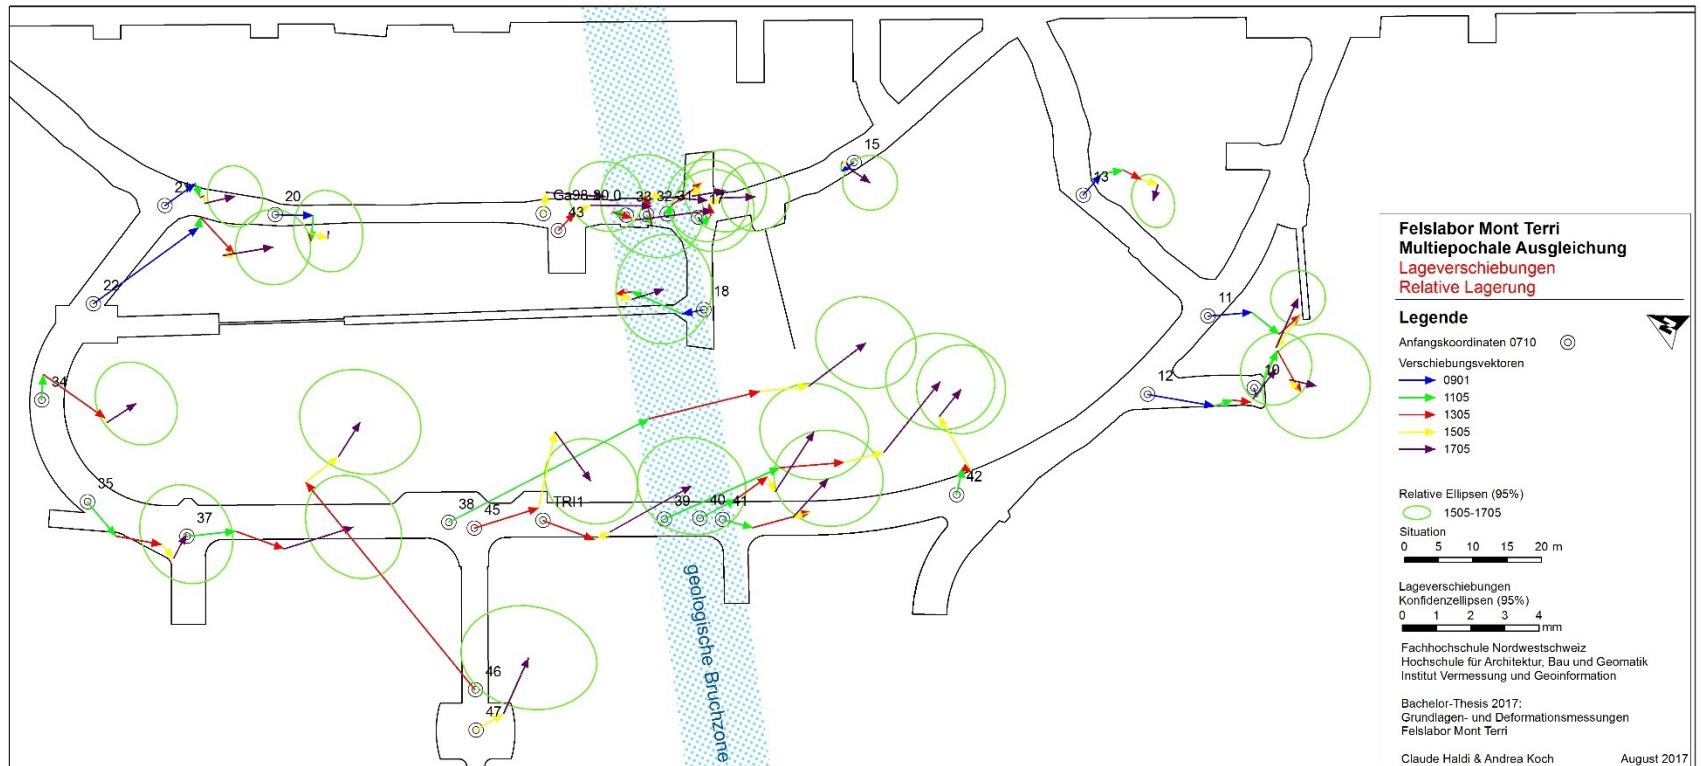 15
13
21
20
Ga98-80,0
33
32
31
17
43
22
18
11
12
10
34
35
37
38
45
TRI1
39
40
41
42
46
47
geologische Bruchzone
Felslabor Mont Terri
Multiepochale Ausgleichung
Lageverschiebungen
Relative Lagerung
Legende
N
Anfangskoordinaten 0710
Verschiebungsvektoren
0901
1105
1305
1505
1705
Relative Ellipsen (95%)
1505-1705
Situation
0 5 10 15 20 m
Lageverschiebungen
Konfidenzellipsen (95%)
0 1 2 3 4 mm
Fachhochschule Nordwestschweiz
Hochschule für Architektur, Bau und Geomatik
Institut Vermessung und Geoinformation
Bachelor-Thesis 2017:
Grundlagen- und Deformationsmessungen
Felslabor Mont Terri
Claude Haldi & Andrea Koch August 2017